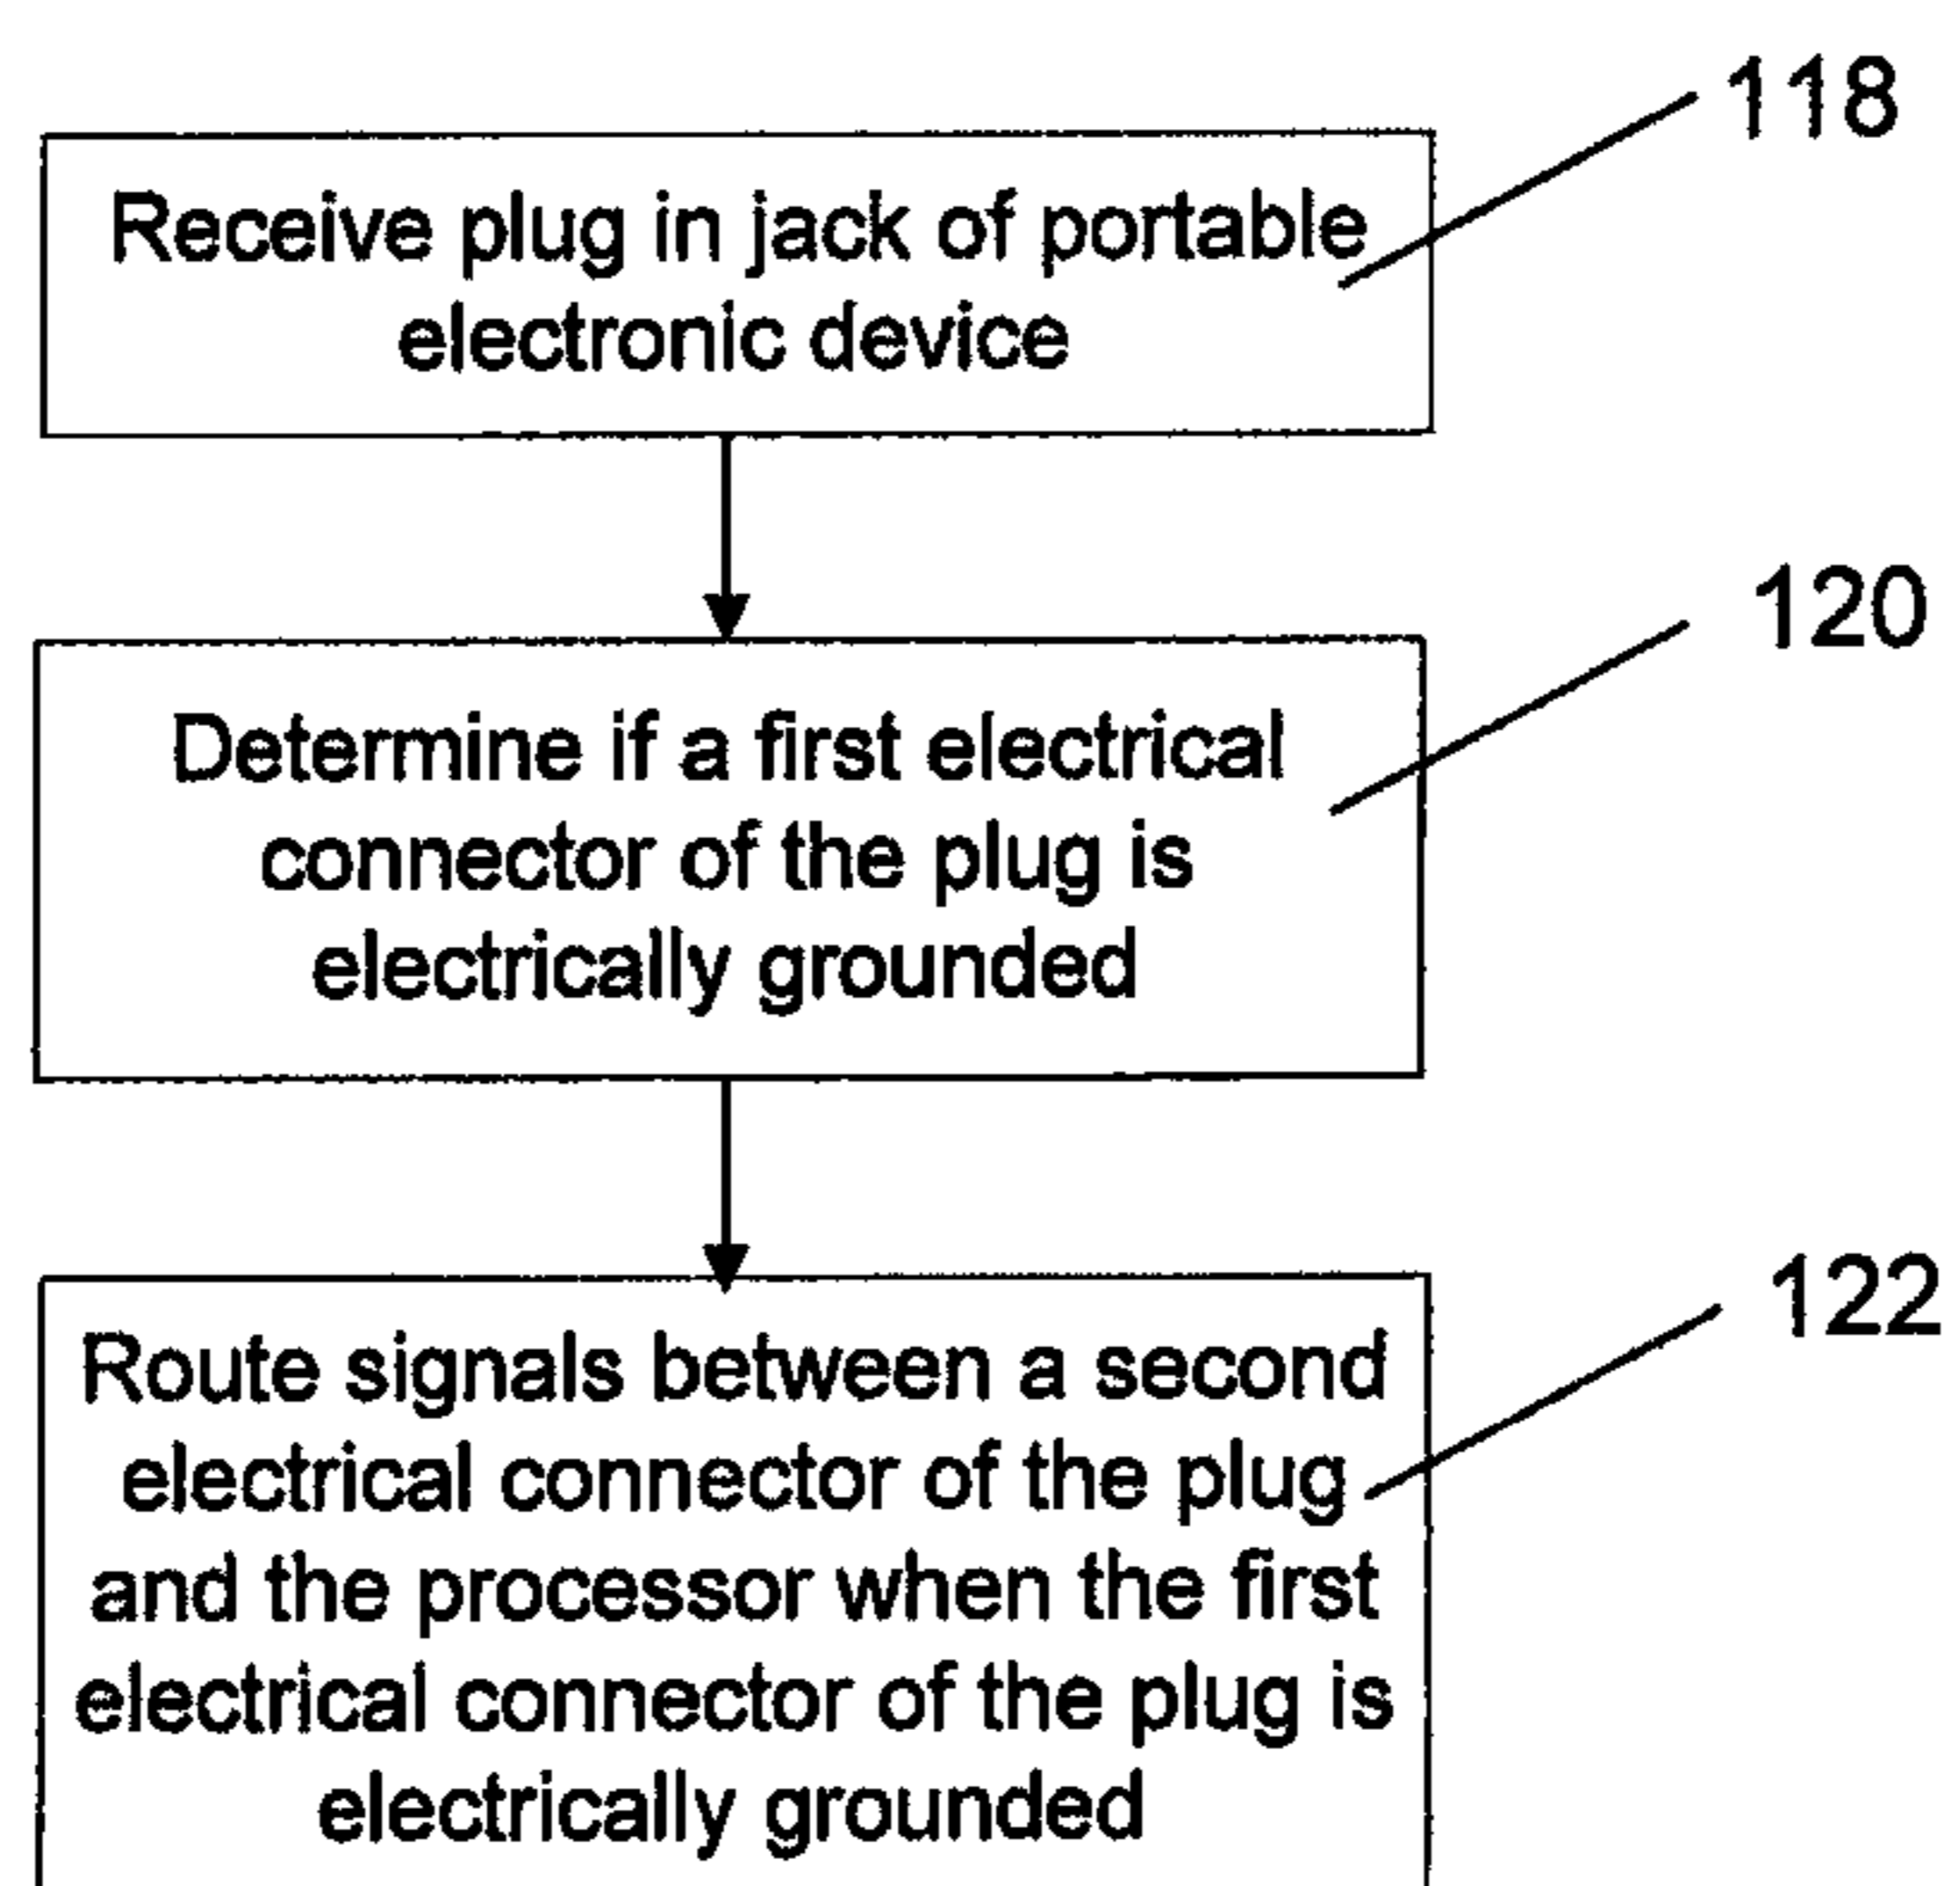 118
Receive plug in jack of portable
electronic device
120
Determine if a first electrical
connector of the plug is
electrically grounded
122
Route signals between a second
electrical connector of the plug
and the processor when the first
electrical connector of the plug is
electrically grounded